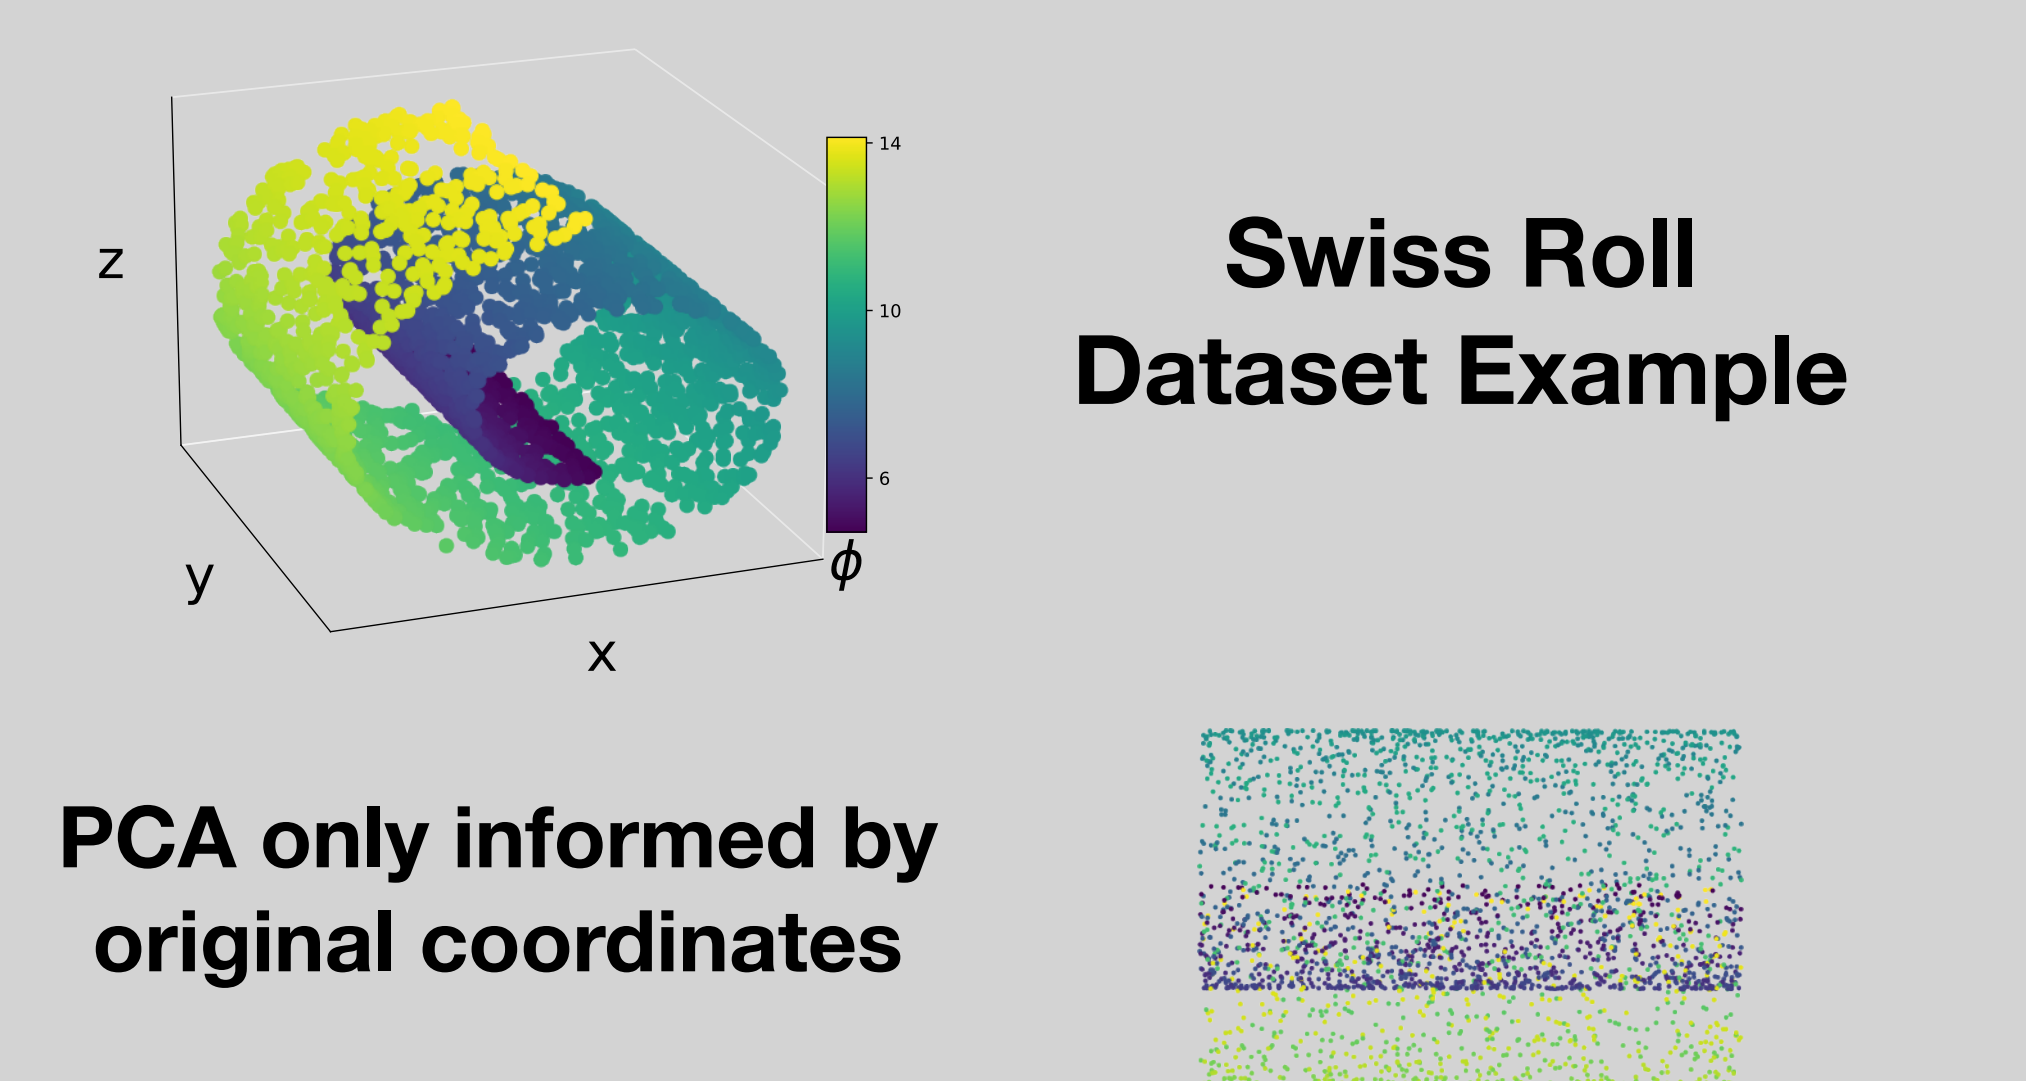 z
y
x
14
10
6
ϕ
Swiss Roll
Dataset Example
PCA only informed by
original coordinates